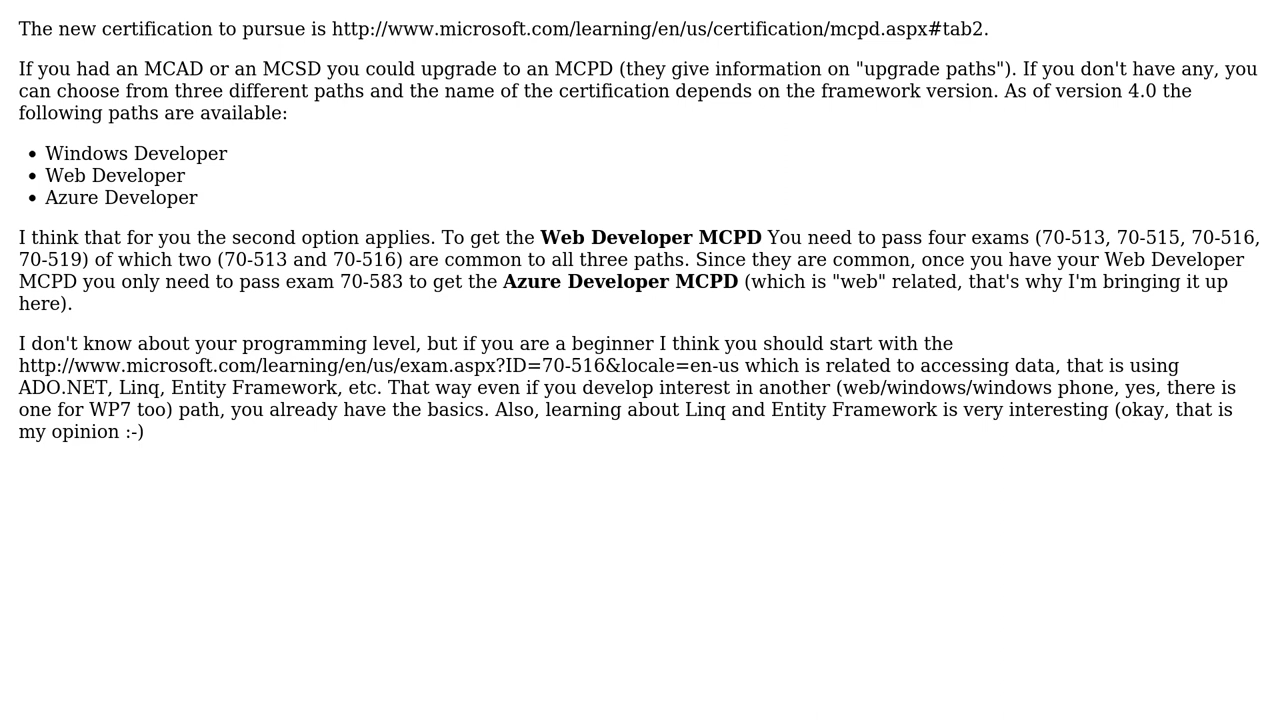 The new certification to pursue is http://www.microsoft.com/learning/en/us/certification/mcpd.aspx#tab2.
If you had an MCAD or an MCSD you could upgrade to an MCPD (they give information on "upgrade paths"). If you don't have any, you
can choose from three different paths and the name of the certification depends on the framework version. As of version 4.0 the
following paths are available:
• Windows Developer
• Web Developer
• Azure Developer
I think that for you the second option applies. To get the Web Developer MCPD You need to pass four exams (70-513, 70-515, 70-516,
70-519) of which two (70-513 and 70-516) are common to all three paths. Since they are common, once you have your Web Developer
MCPD you only need to pass exam 70-583 to get the Azure Developer MCPD (which is "web" related, that's why I'm bringing it up
here).
I don't know about your programming level, but if you are a beginner I think you should start with the
http://www.microsoft.com/learning/en/us/exam.aspx?ID=70-516&locale=en-us which is related to accessing data, that is using
ADO.NET, Linq, Entity Framework, etc. That way even if you develop interest in another (web/windows/windows phone, yes, there is
one for WP7 too) path, you already have the basics. Also, learning about Linq and Entity Framework is very interesting (okay, that is
my opinion :-)